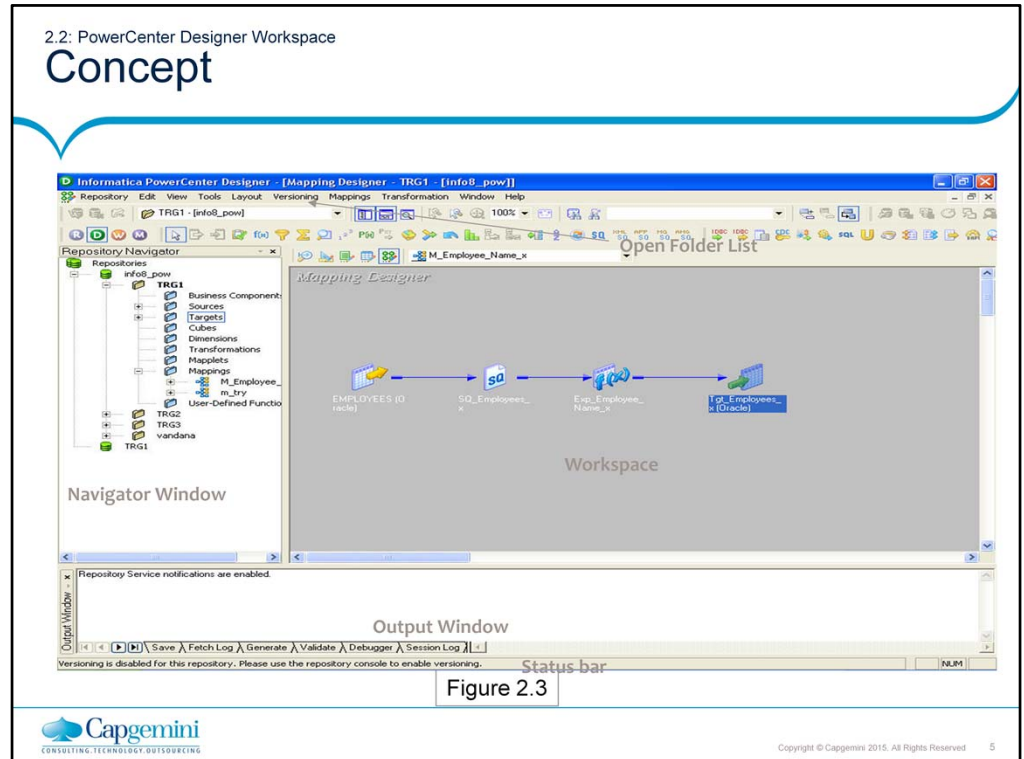 2.2: PowerCenter Designer Workspace
Concept
Informatica PowerCenter Designer - [Mapping Designer - TRG1 - [info8_pow]]
Repository Edit View Tools Layout Versioning Mappings Transformation Window Help
TRG1 - [info8_pow]
100%
Open Folder List
Repository Navigator
M_Employee_Name_x
Repositories
info8_pow
TRG1
Business Component
Sources
Targets
Cubes
Dimensions
Transformations
Mapplets
Mappings
M_Employee_
m_try
User-Defined Functio
TRG2
TRG3
vandana
TRG1
Navigator Window
Mapping Designer
EMPLOYEES (O
racle)
SQ_Employees_
x
Exp_Employee_
Name_x
Tgt_Employees_
x (Oracle)
Workspace
Repository Service notifications are enabled.
Output Window
Output Window
Save Fetch Log Generate Validate Debugger Session Log
Versioning is disabled for this repository. Please use the repository console to enable versioning.
Status bar
NUM
Figure 2.3
Capgemini
CONSULTING.TECHNOLOGY.OUTSOURCING
Copyright © Capgemini 2015. All Rights Reserved 5